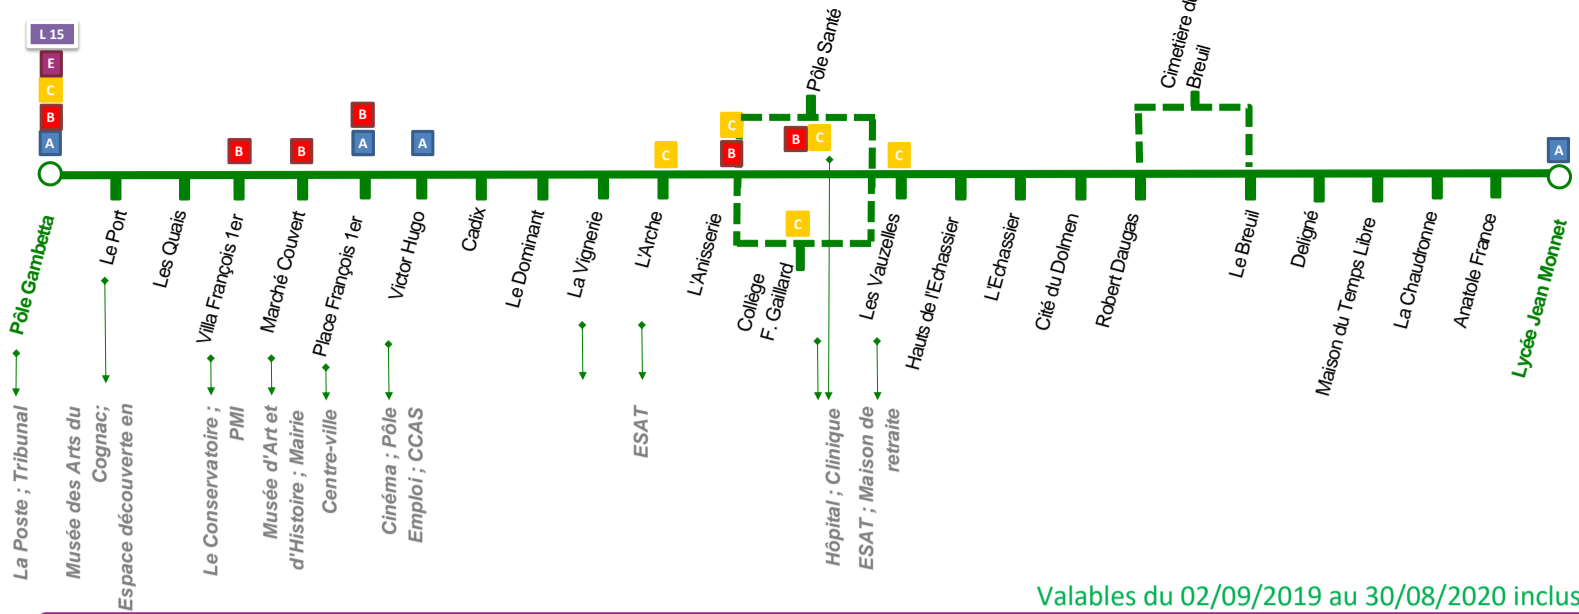 L 15
E
C
B
A
B
B
B
A
A
C
C
B
B
C
C
C
A
Pôle Santé
Cimetière du
Breuil
Pôle Gambetta
Le Port
Les Quais
Villa François 1er
Marché Couvert
Place François 1er
Victor Hugo
Cadix
Le Dominant
La Vignerie
L'Arche
L'Anisserie
Collège
F. Gaillard
Les Vauzelles
Hauts de l'Echassier
L'Echassier
Cité du Dolmen
Robert Daugas
Le Breuil
Deligné
Maison du Temps Libre
La Chaudronne
Anatole France
Lycée Jean Monnet
La Poste ; Tribunal
Musée des Arts du
Cognac;
Espace découverte en
Le Conservatoire ;
PMI
Musée d'Art et
d'Histoire ; Mairie
Centre-ville
Cinéma ; Pôle
Emploi ; CCAS
ESAT
Hôpital ; Clinique
ESAT ; Maison de
retraite
Valables du 02/09/2019 au 30/08/2020 inclus